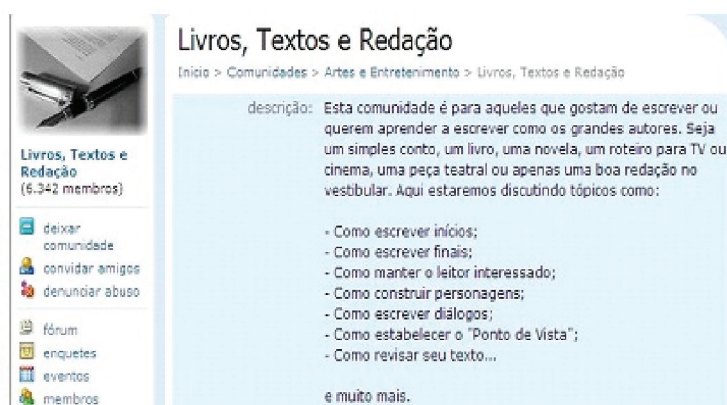 Livros, Textos e Redação
Início > Comunidades > Artes e Entretenimento > Livros, Textos e Redação
Livros, Textos e
Redação
(6.342 membros)
deixar
comunidade
convidar amigos
denunciar abuso
fórum
enquetes
eventos
membros
descrição: Esta comunidade é para aqueles que gostam de escrever ou
querem aprender a escrever como os grandes autores. Seja
um simples conto, um livro, uma novela, um roteiro para TV ou
cinema, uma peça teatral ou apenas uma boa redação no
vestibular. Aqui estaremos discutindo tópicos como:
- Como escrever inícios;
- Como escrever finais;
- Como manter o leitor interessado;
- Como construir personagens;
- Como escrever diálogos;
- Como estabelecer o "Ponto de Vista";
- Como revisar seu texto...
e muito mais.